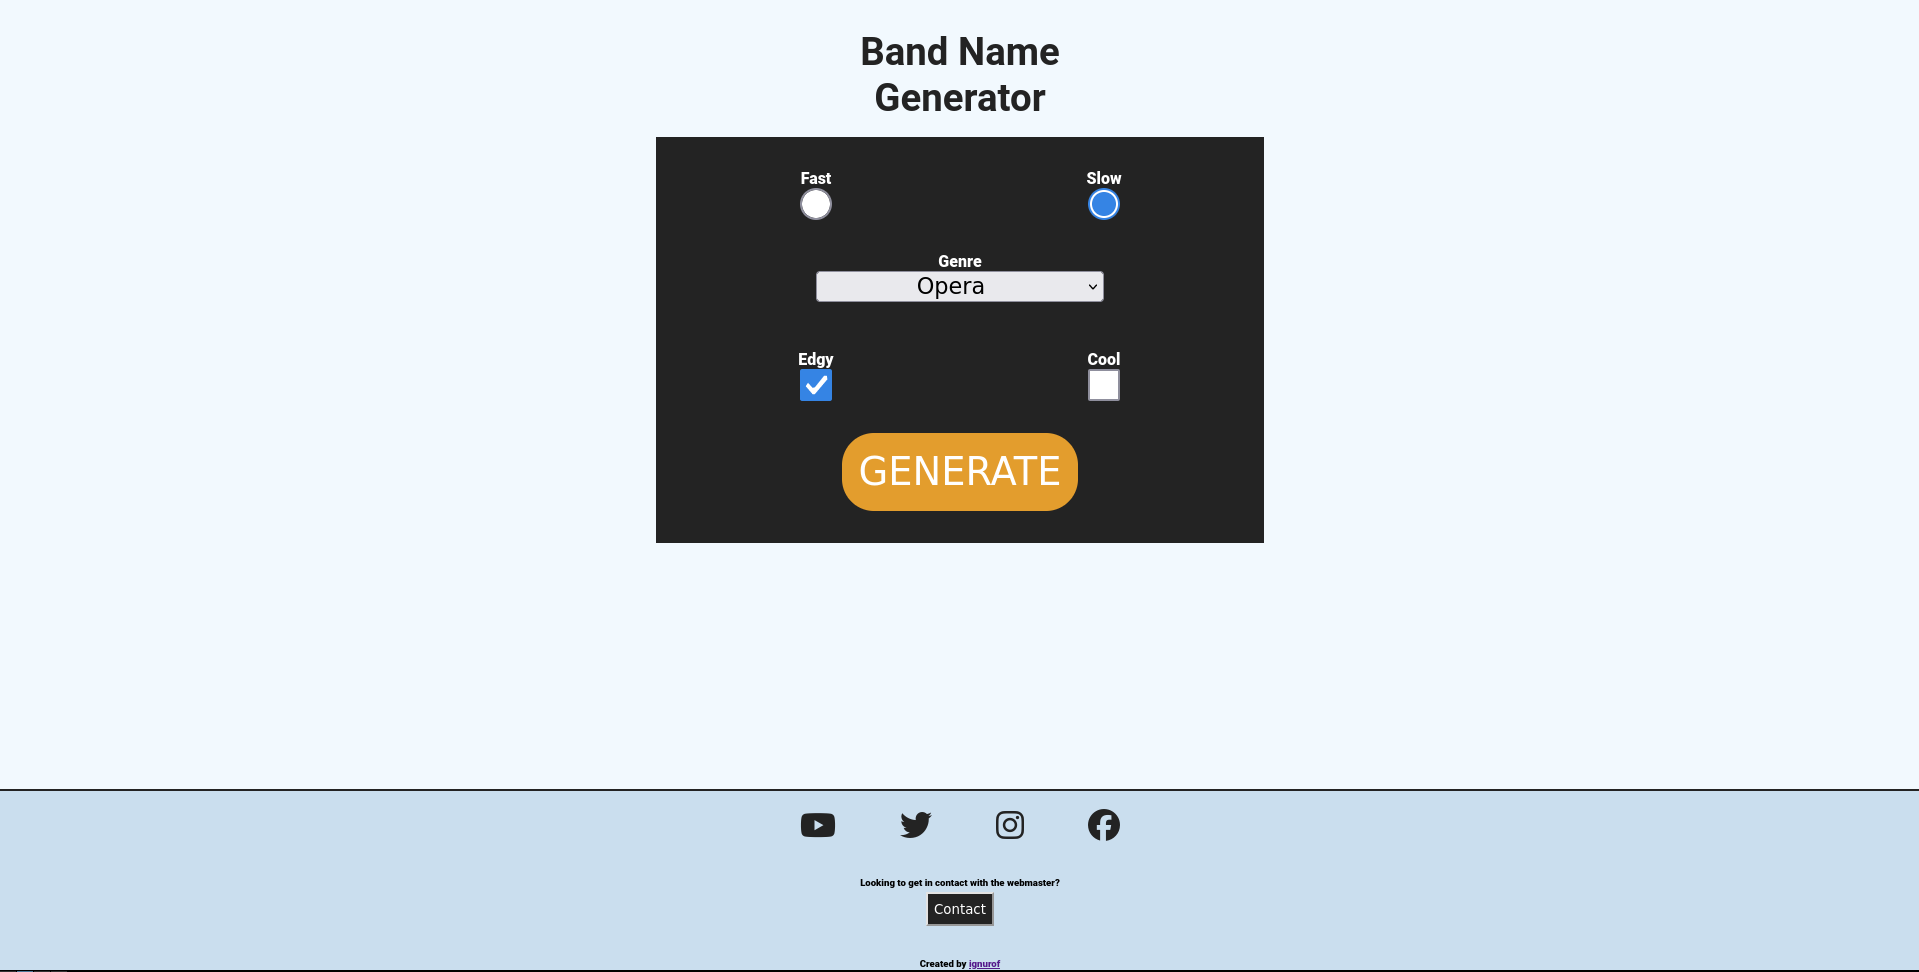 Band Name
Generator
Fast Slow
Genre
Opera
Edgy Cool
GENERATE
Looking to get in contact with the webmaster?
Contact
Created by ignurof